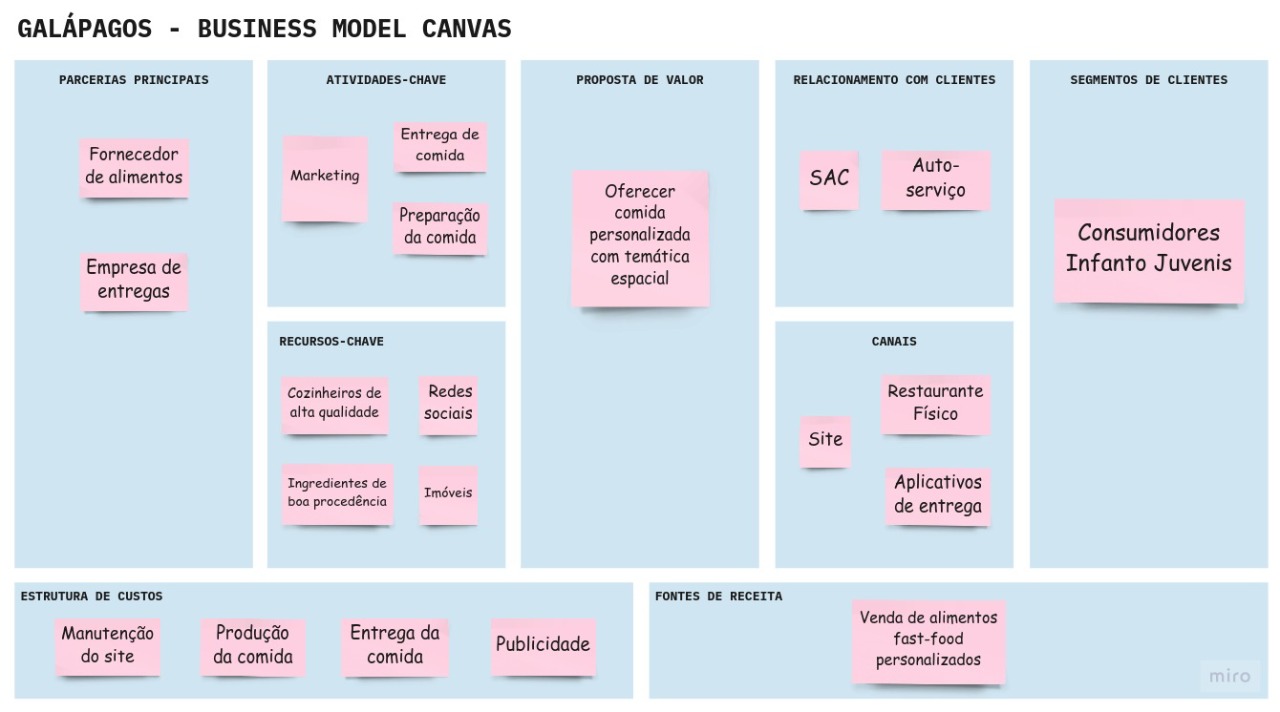 GALÁPAGOS - BUSINESS MODEL CANVAS
PARCERIAS PRINCIPAIS
Fornecedor
de alimentos
Empresa de
entregas
ATIVIDADES-CHAVE
Marketing
Entrega de
comida
Preparação
da comida
RECURSOS-CHAVE
Cozinheiros de
alta qualidade
Redes
sociais
Ingredientes de
boa procedência
Imóveis
PROPOSTA DE VALOR
Oferecer
comida
personalizada
com temática
espacial
RELACIONAMENTO COM CLIENTES
SAC
Auto-
serviço
CANAIS
Site
Restaurante
Físico
Aplicativos
de entrega
SEGMENTOS DE CLIENTES
Consumidores
Infanto Juvenis
ESTRUTURA DE CUSTOS
Manutenção
do site
Produção
da comida
Entrega da
comida
Publicidade
FONTES DE RECEITA
Venda de alimentos
fast-food
personalizados
miro